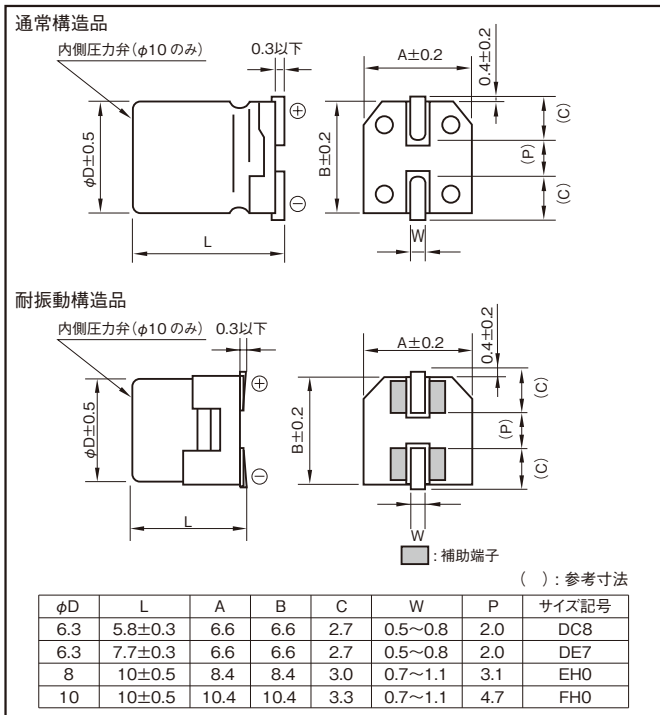 通常構造品
内側圧力弁(φ10 のみ)
0.3以下
A±0.2
0.4±0.2
φD±0.5
⊕
⊖
L
B±0.2
(C)
(P)
(C)
W
耐振動構造品
内側圧力弁(φ10 のみ)
0.3以下
A±0.2
0.4±0.2
φD±0.5
⊕
⊖
L
B±0.2
(C)
(P)
(C)
W
:補助端子
( ):参考寸法
φD L A B C W P サイズ記号
6.3 5.8±0.3 6.6 6.6 2.7 0.5〜0.8 2.0 DC8
6.3 7.7±0.3 6.6 6.6 2.7 0.5〜0.8 2.0 DE7
8 10±0.5 8.4 8.4 3.0 0.7〜1.1 3.1 EH0
10 10±0.5 10.4 10.4 3.3 0.7〜1.1 4.7 FH0